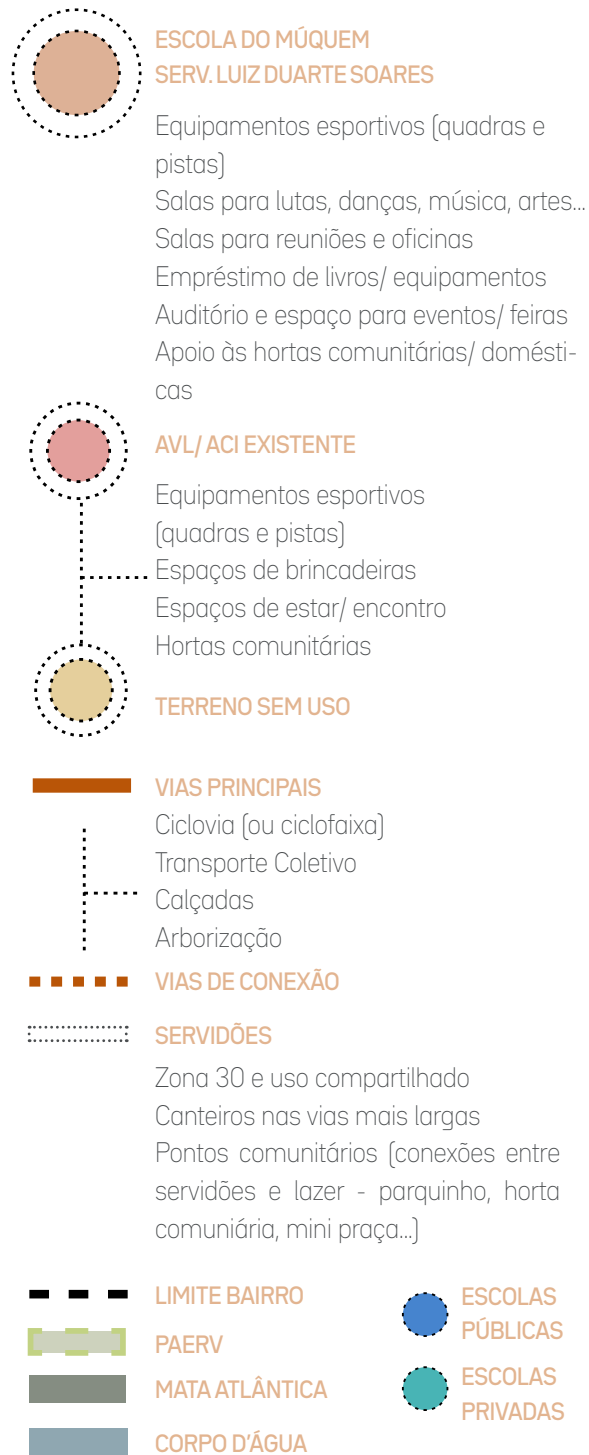 ESCOLA DO MÚQUEM
SERV. LUIZ DUARTE SOARES
Equipamentos esportivos (quadras e
pistas)
Salas para lutas, danças, música, artes...
Salas para reuniões e oficinas
Empréstimo de livros/ equipamentos
Auditório e espaço para eventos/ feiras
Apoio às hortas comunitárias/ domésti-
cas
AVL/ ACI EXISTENTE
Equipamentos esportivos
(quadras e pistas)
Espaços de brincadeiras
Espaços de estar/ encontro
Hortas comunitárias
TERRENO SEM USO
VIAS PRINCIPAIS
Ciclovia (ou ciclofaixa)
Transporte Coletivo
Calçadas
Arborização
VIAS DE CONEXÃO
SERVIDÕES
Zona 30 e uso compartilhado
Canteiros nas vias mais largas
Pontos comunitários (conexões entre
servidões e lazer - parquinho, horta
comuniária, mini praça...)
LIMITE BAIRRO
PAERV
MATA ATLÂNTICA
CORPO D'ÁGUA
ESCOLAS
PÚBLICAS
ESCOLAS
PRIVADAS